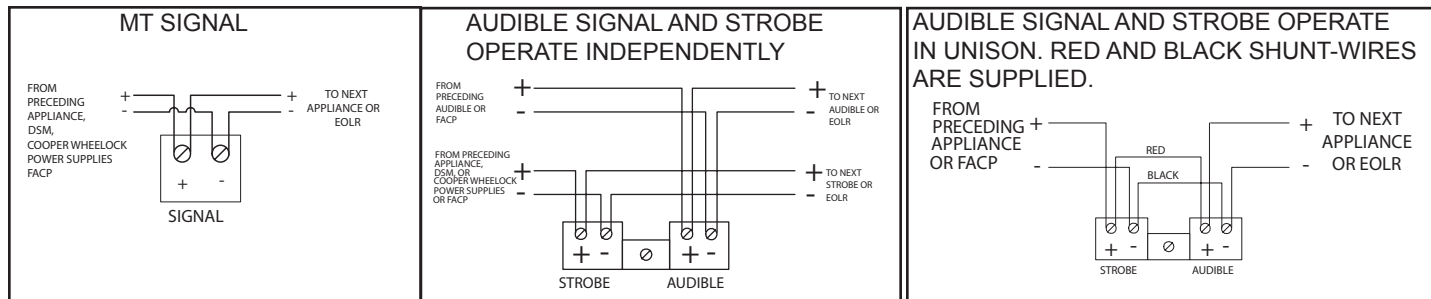 MT SIGNAL
FROM
PRECEDING
APPLIANCE,
DSM,
COOPER WHEELOCK
POWER SUPPLIES
FACP
+
-
+
-
TO NEXT
APPLIANCE OR
EOLR
+ -
SIGNAL
AUDIBLE SIGNAL AND STROBE
OPERATE INDEPENDENTLY
FROM
PRECEDING
AUDIBLE OR
FACP
+
-
+
-
TO NEXT
AUDIBLE OR
EOLR
FROM PRECEDING
APPLIANCE,
DSM, OR
COOPER WHEELOCK
POWER SUPPLIES
OR FACP
+
-
+
-
TO NEXT
STROBE OR
EOLR
+ - + -
STROBE AUDIBLE
AUDIBLE SIGNAL AND STROBE OPERATE
IN UNISON. RED AND BLACK SHUNT-WIRES
ARE SUPPLIED.
FROM
PRECEDING
APPLIANCE
OR FACP
+
-
RED
BLACK
+
-
TO NEXT
APPLIANCE
OR EOLR
+ - + -
STROBE AUDIBLE